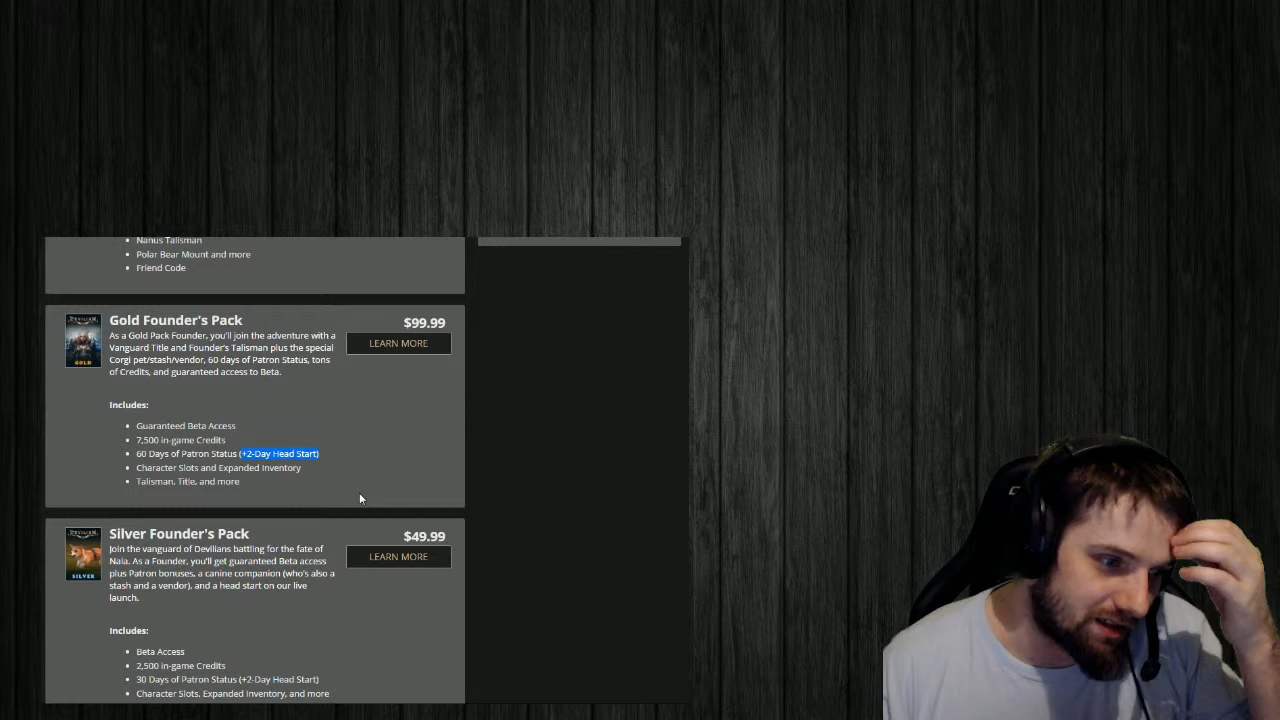 Nanus Talisman
Polar Bear Mount and more
Friend Code
Gold Founder's Pack
$99.99
As a Gold Pack Founder, you'll join the adventure with a
Vanguard Title and Founder's Talisman plus the special
Corgi pet/stash/vendor, 60 days of Patron Status, tons
of Credits, and guaranteed access to Beta.
LEARN MORE
DEVILIAN
GOLD
Includes:
Guaranteed Beta Access
7,500 in-game Credits
60 Days of Patron Status (+2-Day Head Start)
Character Slots and Expanded Inventory
Talisman, Title, and more
Silver Founder's Pack
$49.99
Join the vanguard of Devilians battling for the fate of
Nala. As a Founder, you'll get guaranteed Beta access
plus Patron bonuses, a canine companion (who's also a
stash and a vendor), and a head start on our live
launch.
LEARN MORE
DEVILIAN
SILVER
Includes:
Beta Access
2,500 in-game Credits
30 Days of Patron Status (+2-Day Head Start)
Character Slots, Expanded Inventory, and more